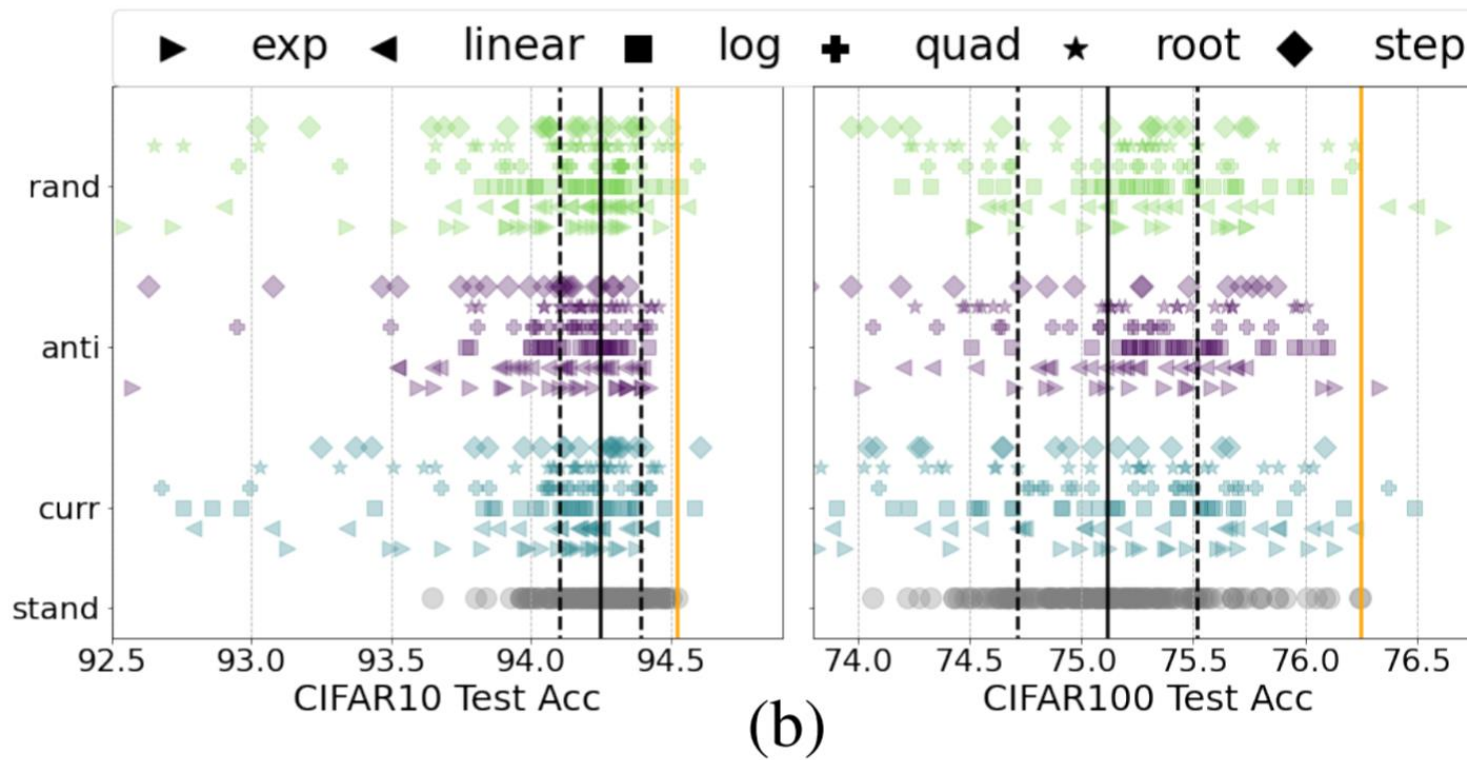 exp linear log quad root step
rand
anti
curr
stand
92.5 93.0 93.5 94.0 94.5 74.0 74.5 75.0 75.5 76.0 76.5
CIFAR10 Test Acc CIFAR100 Test Acc
(b)